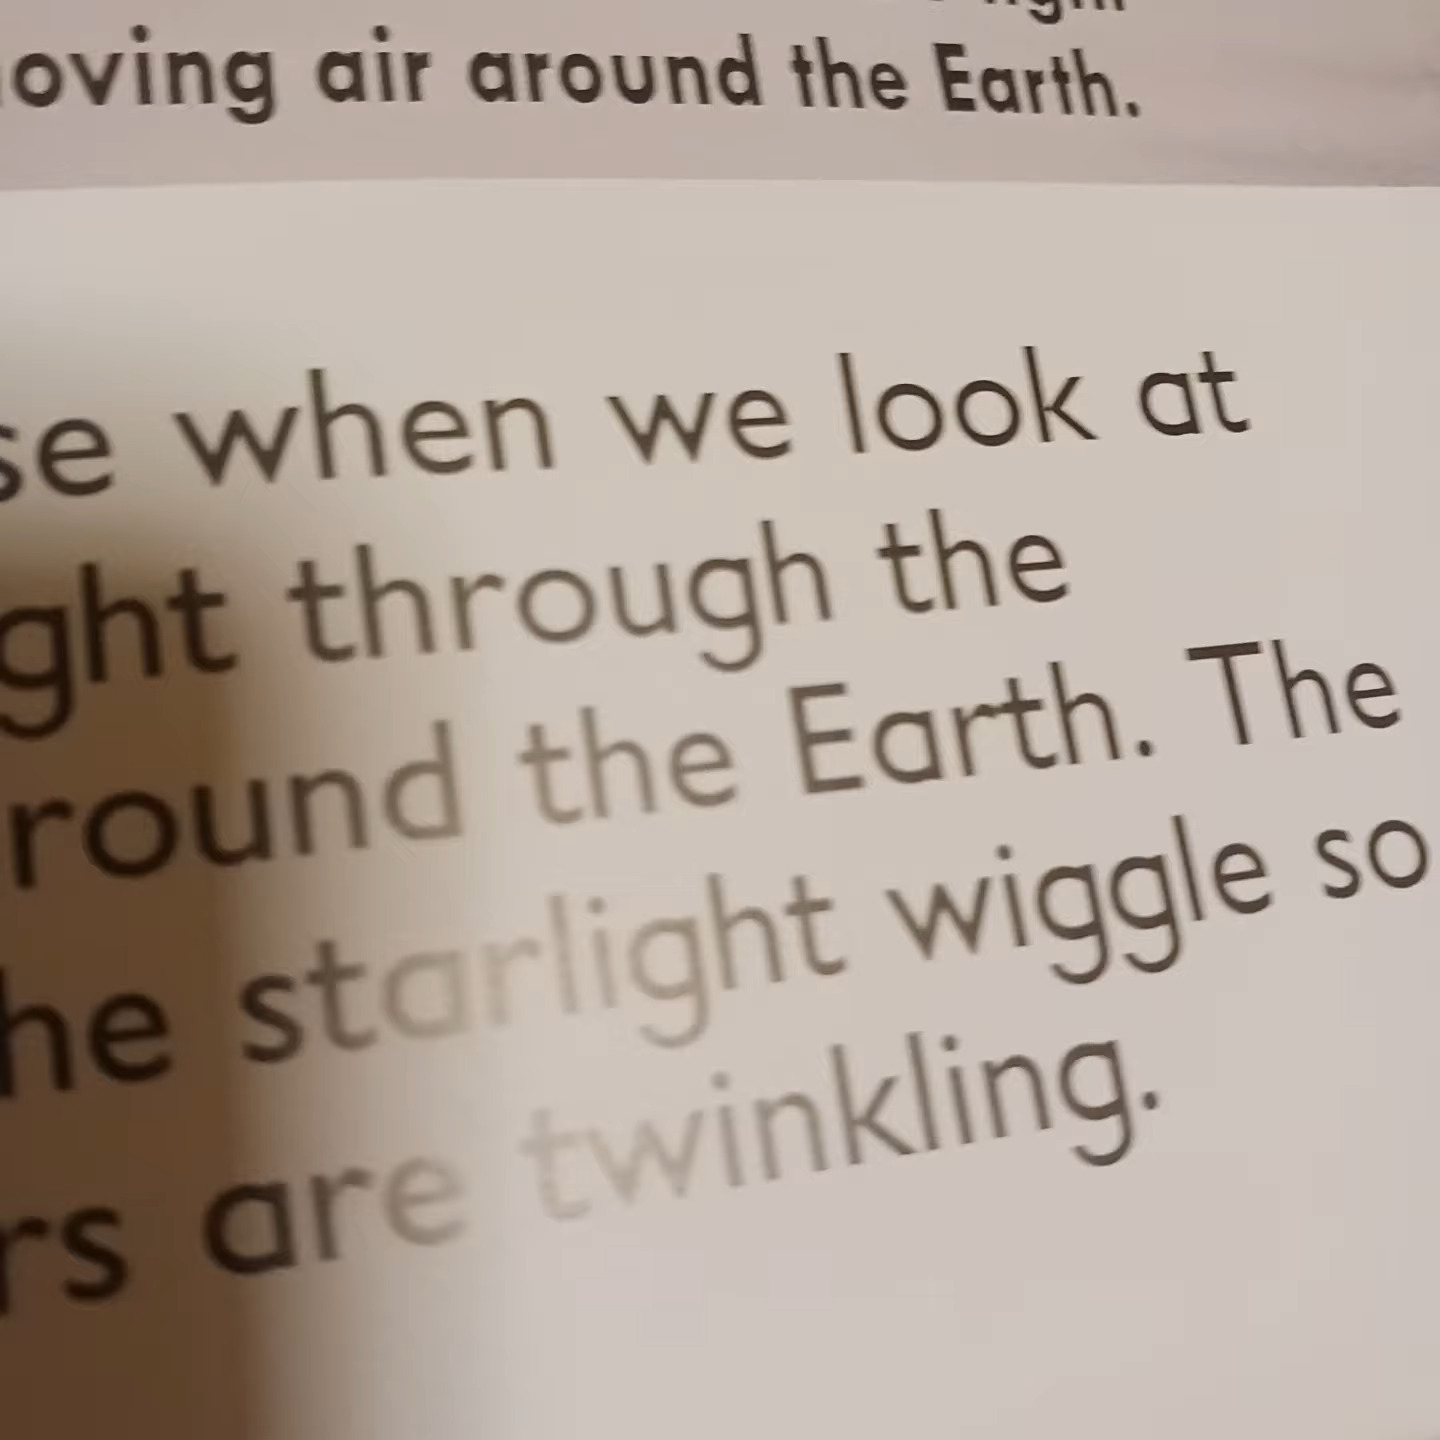 oving air around the Earth.
se when we look at
ght through the
round the Earth. The
he starlight wiggle so
rs are twinkling.